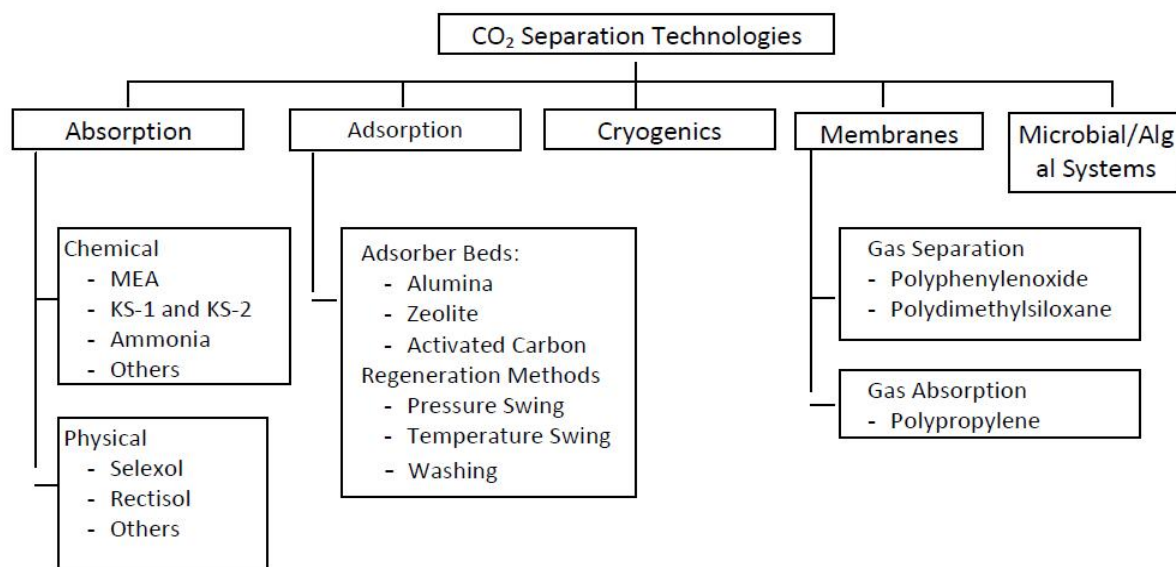 CO₂ Separation Technologies
Absorption
Adsorption
Cryogenics
Membranes
Microbial/Alg
al Systems
Chemical
- MEA
- KS-1 and KS-2
- Ammonia
- Others
Physical
- Selexol
- Rectisol
- Others
Adsorber Beds:
- Alumina
- Zeolite
- Activated Carbon
Regeneration Methods
- Pressure Swing
- Temperature Swing
- Washing
Gas Separation
- Polyphenylenoxide
- Polydimethylsiloxane
Gas Absorption
- Polypropylene